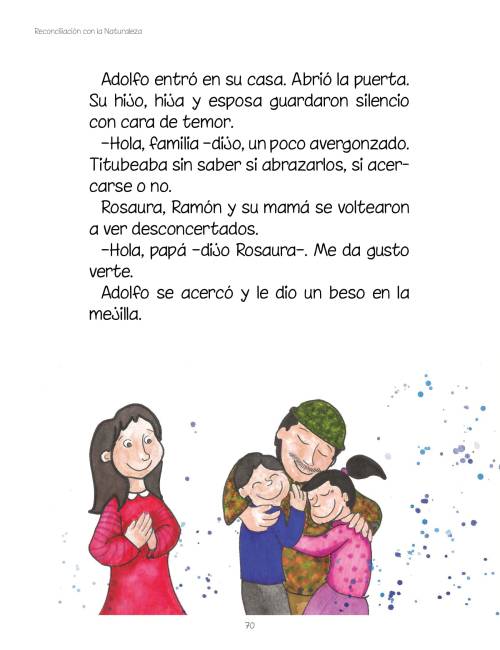 Reconciliación con la Naturaleza
Adolfo entró en su casa. Abrió la puerta.
Su hijo, hija y esposa guardaron silencio
con cara de temor.
–Hola, familia –dijo, un poco avergonzado.
Titubeaba sin saber si abrazarlos, si acer-
carse o no.
Rosaura, Ramón y su mamá se voltearon
a ver desconcertados.
–Hola, papá –dijo Rosaura–. Me da gusto
verte.
Adolfo se acercó y le dio un beso en la
mejilla.
70